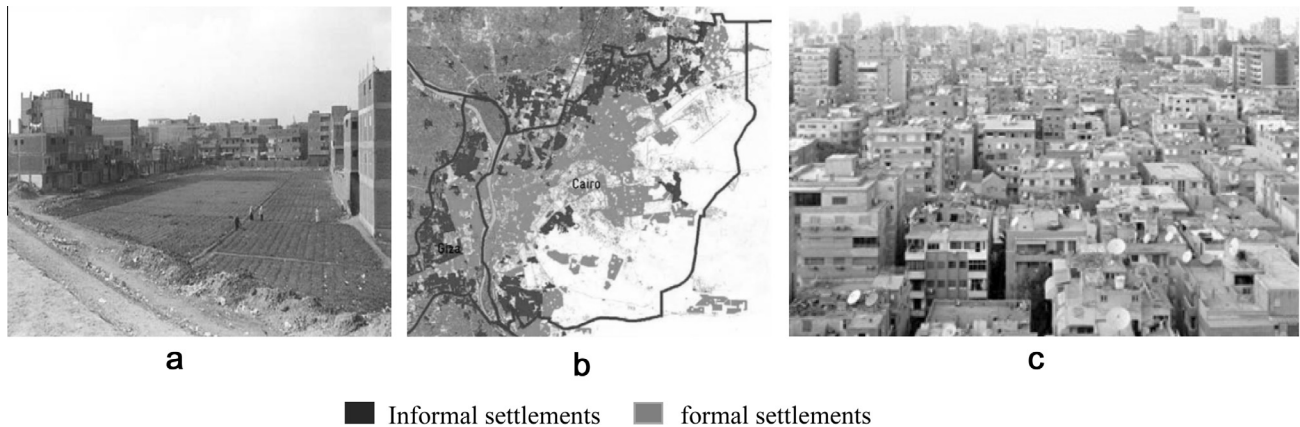 Cairo
Giza
a
b
c
Informal settlements
formal settlements